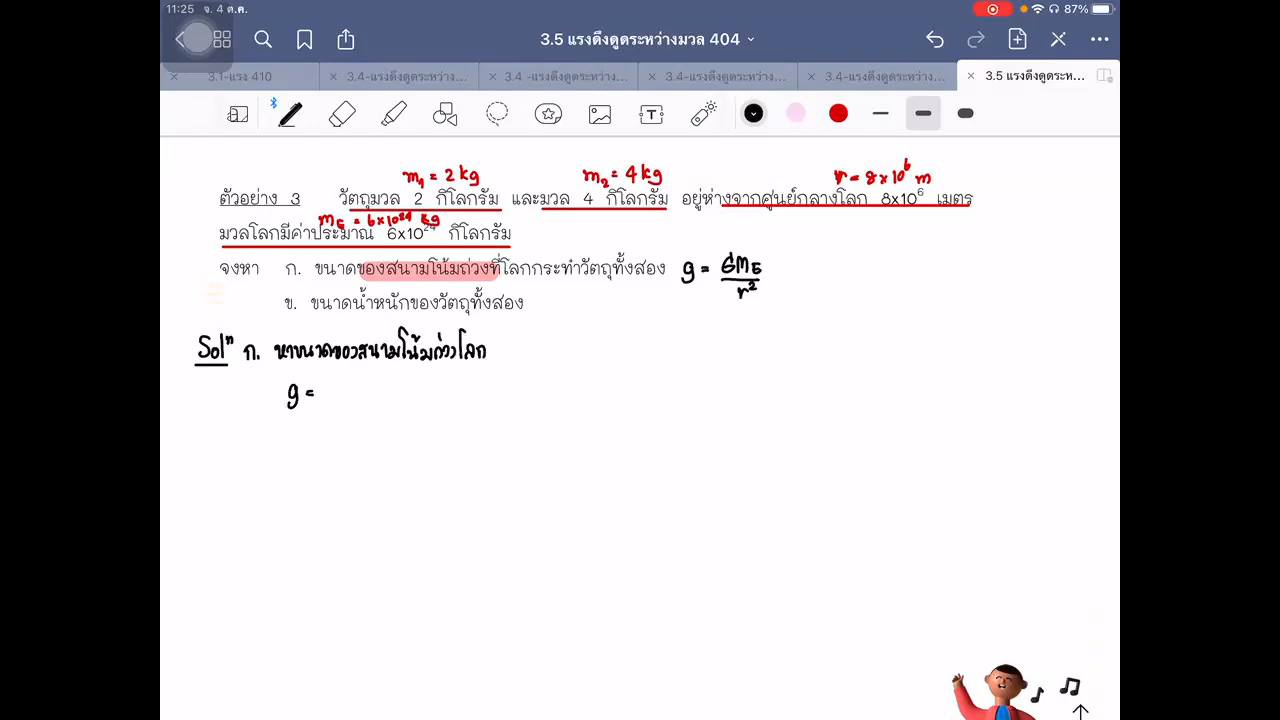 11:25 จ. 4 ต.ค.
87%
3.5 แรงดึงดูดระหว่างมวล 404
3.1-แรง 410
3.4-แรงดึงดูดระหว่าง...
3.4 -แรงดึงดูดระหว่าง...
3.4-แรงดึงดูดระหว่าง...
3.4-แรงดึงดูดระหว่าง...
3.5 แรงดึงดูดระห...
m₁ = 2 kg m₂ = 4 kg r = 8×10⁶ m
ตัวอย่าง 3 วัตถุมวล 2 กิโลกรัม และมวล 4 กิโลกรัม อยู่ห่างจากศูนย์กลางโลก 8x10⁶ เมตร
mE = 6×10²⁴ kg
มวลโลกมีค่าประมาณ 6x10²⁴ กิโลกรัม
จงหา ก. ขนาดของสนามโน้มถ่วงที่โลกกระทำวัตถุทั้งสอง g = GmE/r²
ข. ขนาดน้ำหนักของวัตถุทั้งสอง
Solⁿ ก. หาขนาดของสนามโน้มถ่วงโลก
g =